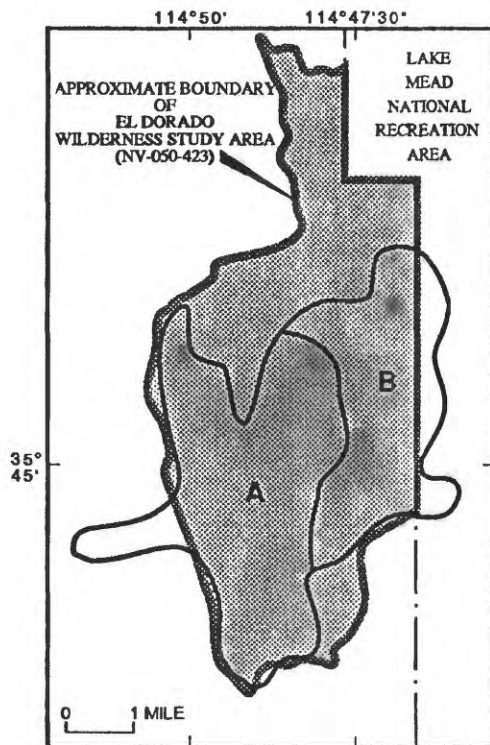 114°50'
114°47'30"
LAKE
MEAD
NATIONAL
RECREATION
AREA
APPROXIMATE BOUNDARY
OF
EL DORADO
WILDERNESS STUDY AREA
(NV-050-423)
B
35°
45'
A
0 1 MILE